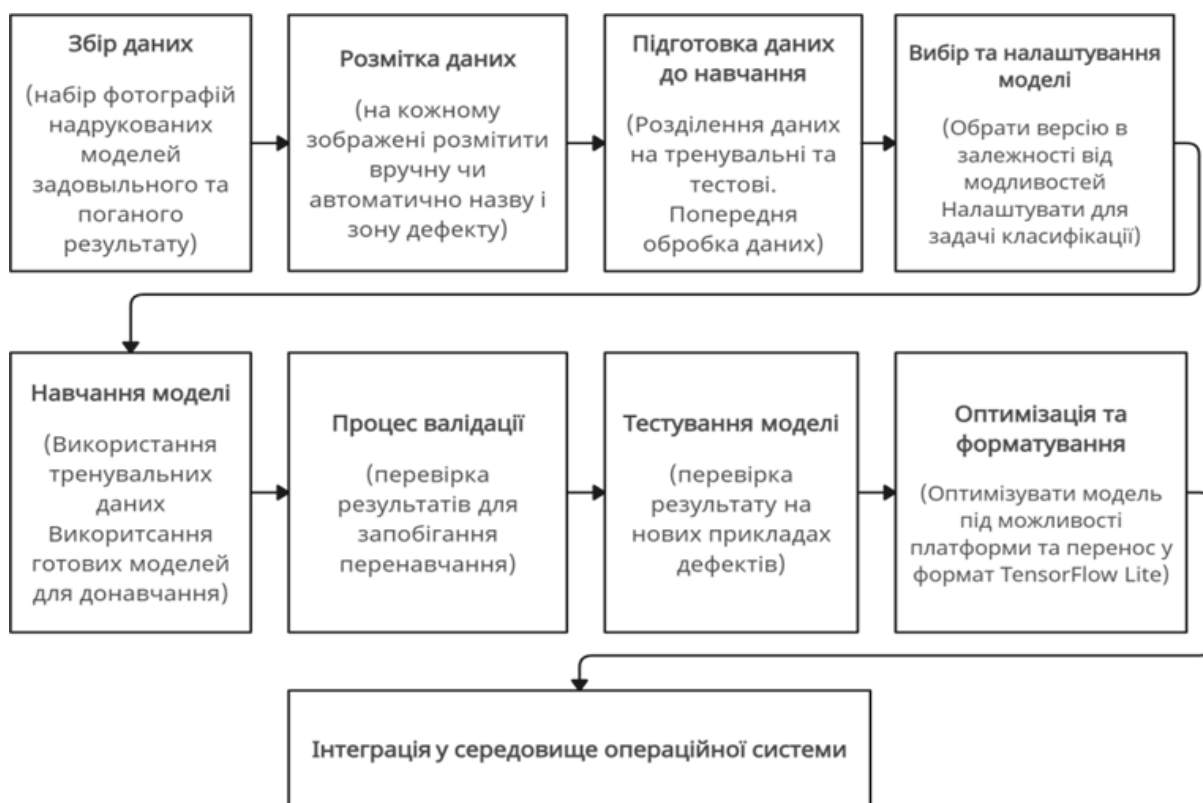 Збір даних
(набір фотографій
надрукованих
моделей
задовыльного та
поганого
результату)
Розмітка даних
(на кожному
зображені розмітити
вручну чи
автоматично назву і
зону дефекту)
Підготовка даних
до навчання
(Розділення даних
на тренувальні та
тестові.
Попередня
обробка даних)
Вибір та налаштування
моделі
(Обрати версію в
залежності від
модливостей
Налаштувати для
задачі класифікації)
Навчання моделі
(Використання
тренувальних
даних
Використсання
готових моделей
для донавчання)
Процес валідації
(перевірка
результатів для
запобігання
перенавчання)
Тестування моделі
(перевірка
результату на
нових прикладах
дефектів)
Оптимізація та
форматування
(Оптимізувати модель
під можливості
платформи та перенос у
формат TensorFlow Lite)
Інтеграція у середовище операційної системи